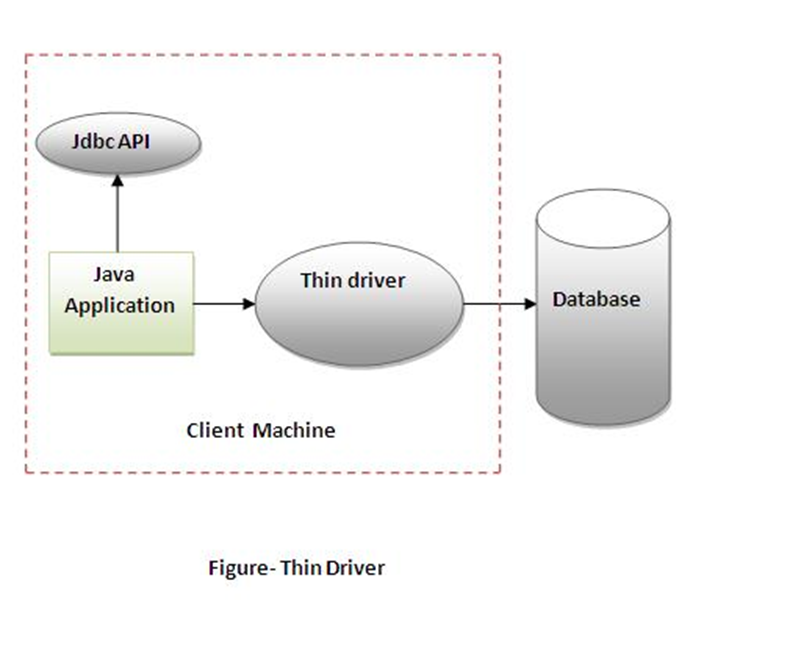 Jdbc API
Java
Application
Thin driver
Database
Client Machine
Figure- Thin Driver